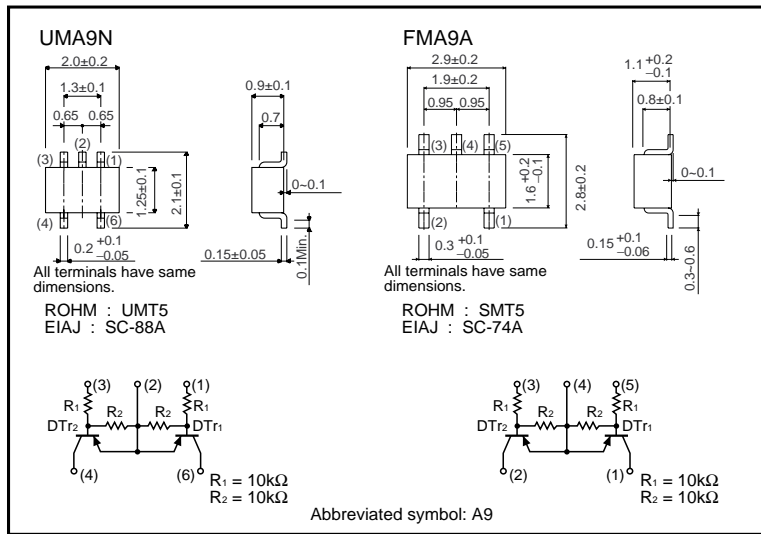 UMA9N
2.0±0.2
1.3±0.1
0.65 0.65
(2)
(3) (1)
(4) (6)
1.25±0.1
2.1±0.1
0.2 +0.1 −0.05
0.9±0.1
0.7
0~0.1
0.15±0.05
0.1Min.
All terminals have same
dimensions.
ROHM : UMT5
EIAJ : SC-88A
FMA9A
2.9±0.2
1.9±0.2
0.95 0.95
(3) (4) (5)
(2) (1)
1.6 +0.2 −0.1
2.8±0.2
0.3 +0.1 −0.05
1.1 +0.2 −0.1
0.8±0.1
0~0.1
0.15 +0.1 −0.06
0.3~0.6
All terminals have same
dimensions.
ROHM : SMT5
EIAJ : SC-74A
(3) (2) (1)
R1 R2 R2 R1
DTr2 DTr1
(4) (6)
R1 = 10kΩ
R2 = 10kΩ
(3) (4) (5)
R1 R2 R2 R1
DTr2 DTr1
(2) (1)
R1 = 10kΩ
R2 = 10kΩ
Abbreviated symbol: A9